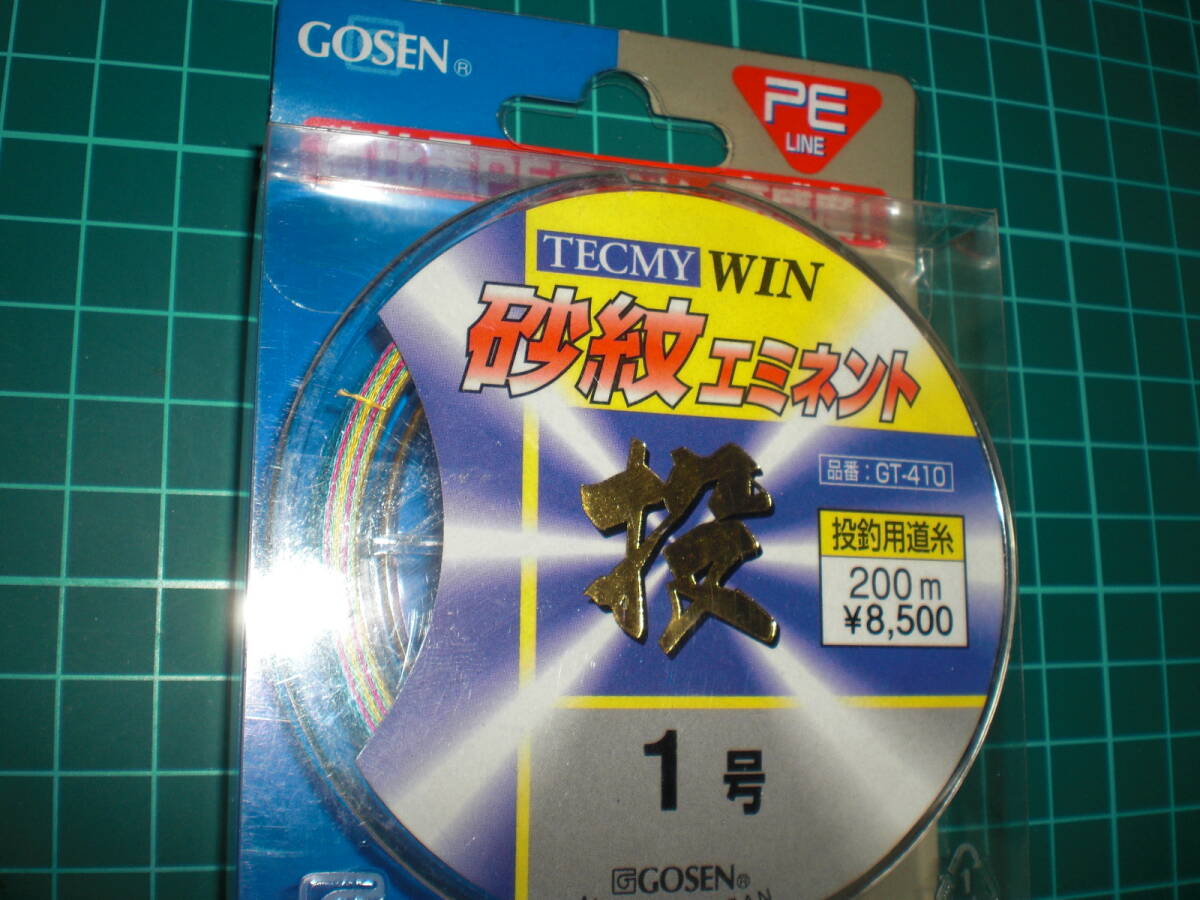 GOSEN®
PE
LINE
TECMY WIN
砂紋エミネント
品番:GT-410
投
投釣用道糸
200m
¥8,500
1号
GOSEN®